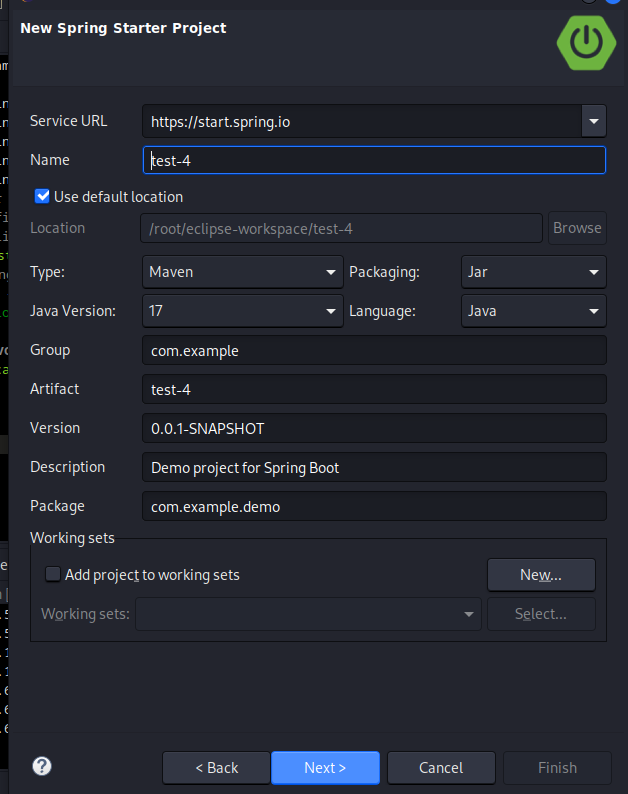 New Spring Starter Project
Service URL https://start.spring.io
Name test-4
Use default location
Location /root/eclipse-workspace/test-4 Browse
Type: Maven Packaging: Jar
Java Version: 17 Language: Java
Group com.example
Artifact test-4
Version 0.0.1-SNAPSHOT
Description Demo project for Spring Boot
Package com.example.demo
Working sets
Add project to working sets New...
Working sets: Select...
? < Back Next > Cancel Finish